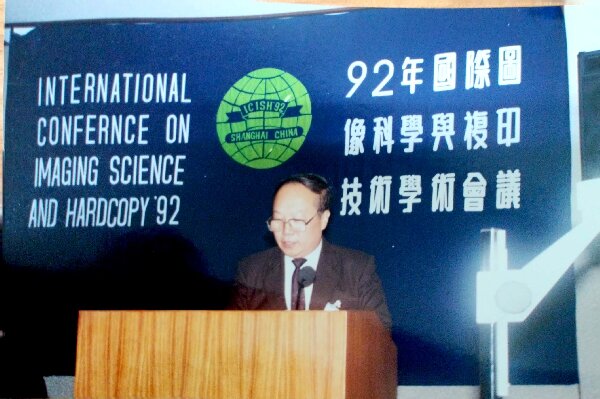 INTERNATIONAL
CONFERNCE ON
IMAGING SCIENCE
AND HARDCOPY '92
ICISH'92
SHANGHAI CHINA
92年國際圖
像科學與複印
技術學術會議